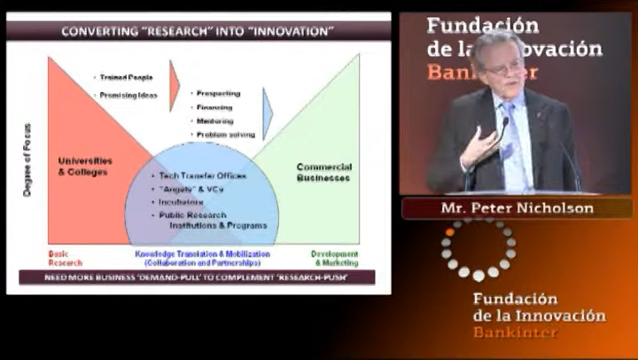 CONVERTING "RESEARCH" INTO "INNOVATION"
• Trained People
• Promising Ideas
• Prospecting
• Financing
• Mentoring
• Problem solving
Degree of Focus
Universities
& Colleges
• Tech Transfer Offices
• "Angels" & VCs
• Incubators
• Public Research
Institutions & Programs
Commercial
Businesses
Basic
Research
Knowledge Translation & Mobilization
(Collaboration and Partnerships)
Development
& Marketing
NEED MORE BUSINESS 'DEMAND-PULL' TO COMPLEMENT 'RESEARCH-PUSH'
Fundación
de la Innovación
Bankinter
Mr. Peter Nicholson
Fundación
de la Innovación
Bankinter